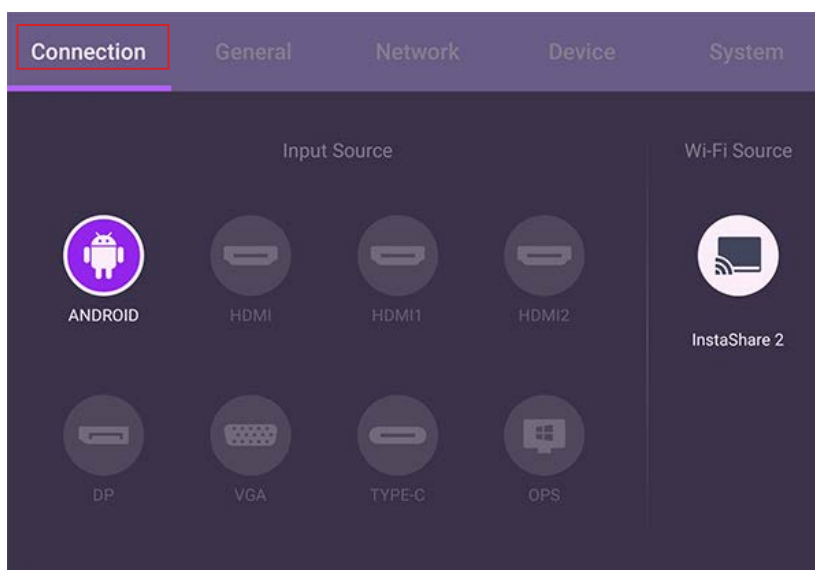 Connection General Network Device System
Input Source
Wi-Fi Source
ANDROID HDMI HDMI1 HDMI2
InstaShare 2
DP VGA TYPE-C OPS